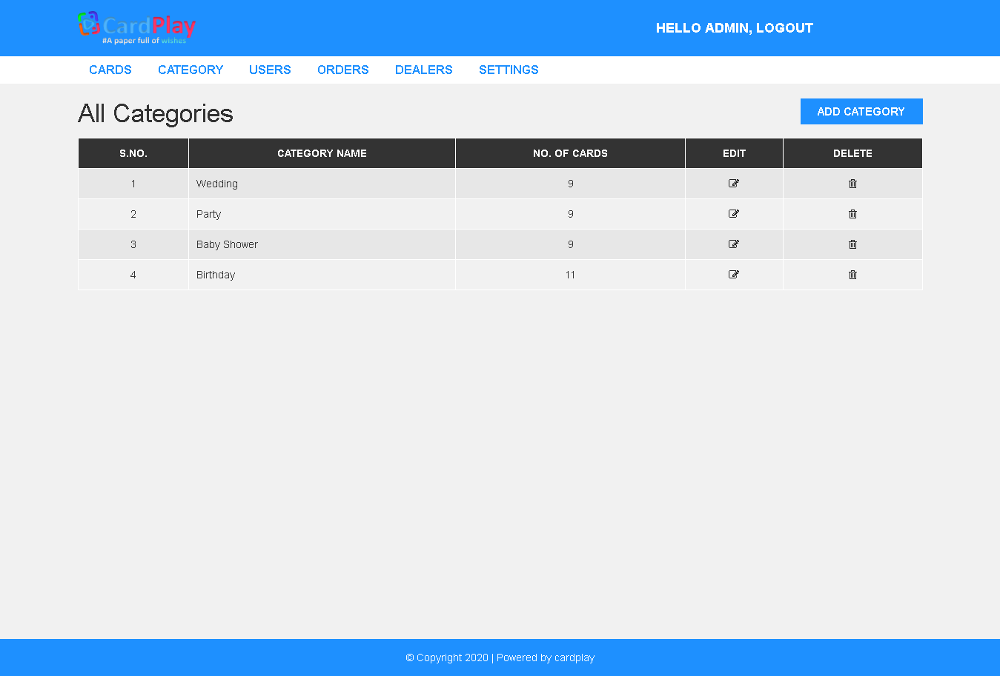 CardPlay
#A paper full of wishes
HELLO ADMIN, LOGOUT
CARDS CATEGORY USERS ORDERS DEALERS SETTINGS
All Categories
ADD CATEGORY
S.NO. CATEGORY NAME NO. OF CARDS EDIT DELETE
1 Wedding 9
2 Party 9
3 Baby Shower 9
4 Birthday 11
© Copyright 2020 | Powered by cardplay